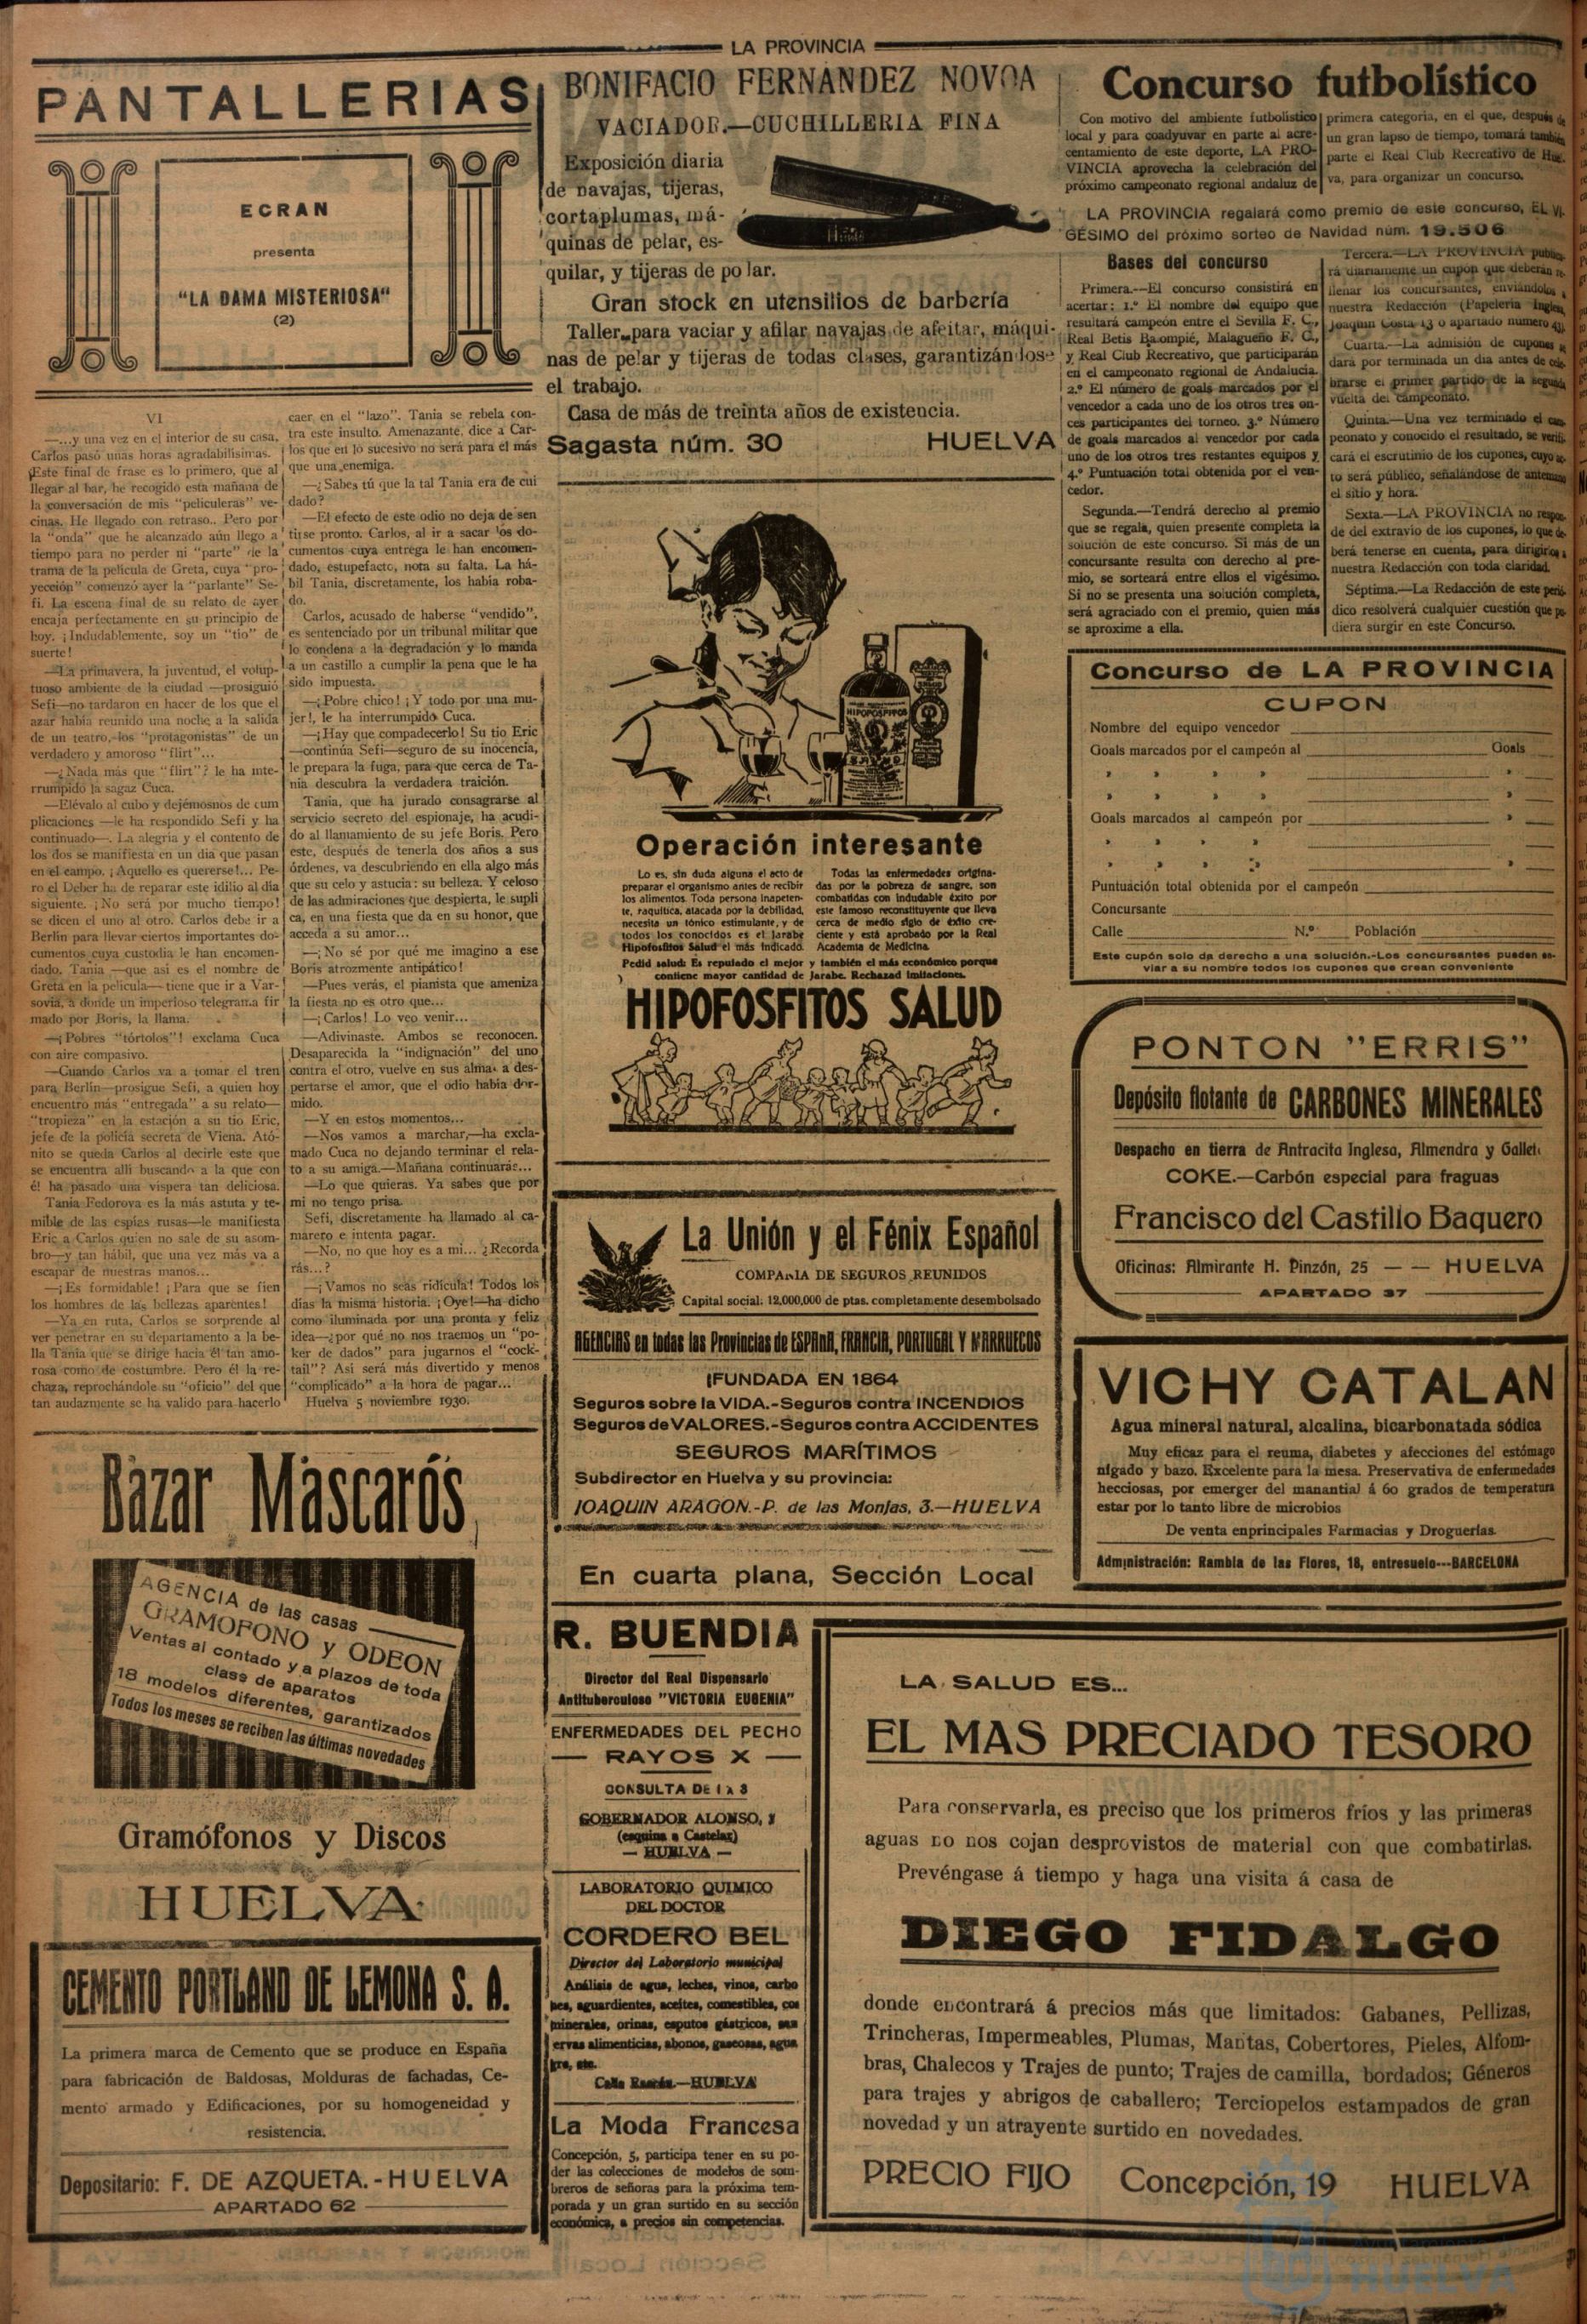 LA PROVINCIA
PANTALLERIAS
ECRAN
presenta
"LA DAMA MISTERIOSA"
(2)
VI
—...y una vez en el interior de su casa,
Carlos pasó unas horas agradabilísimas.
Este final de frase es lo primero, que al
llegar al bar, he recogido esta mañana de
la conversación de mis "peliculeras" ve-
cinas. He llegado con retraso.. Pero por
la "onda" que he alcanzado aún llego a
tiempo para no perder ni "parte" de la
trama de la película de Greta, cuya "pro-
yección" comenzó ayer la "parlante" Se-
fi. La escena final de su relato de ayer
encaja perfectamente en su principio de
hoy. ¡Indudablemente, soy un "tio" de
suerte!
—La primavera, la juventud, el volup-
tuoso ambiente de la ciudad —prosiguió
Sefi—no tardaron en hacer de los que el
azar había reunido una noche, a la salida
de un teatro, los "protagonistas" de un
verdadero y amoroso "flirt"...
—¿Nada más que "flirt"? le ha inte-
rrumpido la sagaz Cuca.
—Elévalo al cubo y dejémosnos de cum
plicaciones —le ha respondido Sefi y ha
continuado—. La alegría y el contento de
los dos se manifiesta en un día que pasan
en el campo. ¡Aquello es quererse!... Pe-
ro el Deber ha de reparar este idilio al día
siguiente. ¡No será por mucho tiempo!
se dicen el uno al otro. Carlos debe ir a
Berlín para llevar ciertos importantes do-
cumentos cuya custodia le han encomen-
dado. Tania —que así es el nombre de
Greta en la película— tiene que ir a Var-
sovia, a donde un imperioso telegrama fir
mado por Boris, la llama.
—¡Pobres "tórtolos"! exclama Cuca
con aire compasivo.
—Cuando Carlos va a tomar el tren
para Berlín—prosigue Sefi, a quien hoy
encuentro más "entregada" a su relato—
"tropieza" en la estación a su tío Eric,
jefe de la policía secreta de Viena. Ató-
nito se queda Carlos al decirle este que
se encuentra allí buscando a la que con
él ha pasado una víspera tan deliciosa.
Tania Fedorova es la más astuta y te-
mible de las espías rusas—le manifiesta
Eric a Carlos quien no sale de su asom-
bro—y tan hábil, que una vez más va a
escapar de nuestras manos...
—¡Es formidable! ¡Para que se fien
los hombres de las bellezas aparentes!
—Ya en ruta, Carlos se sorprende al
ver penetrar en su departamento a la be-
lla Tania que se dirige hacia él tan amo-
rosa como de costumbre. Pero él la re-
chaza, reprochándole su "oficio" del que
tan audazmente se ha valido para hacerlo
caer en el "lazo". Tania se rebela con-
tra este insulto. Amenazante, dice a Car-
los que en lo sucesivo no será para él más
que una enemiga.
—¿Sabes tú que la tal Tania era de cui
dado?
—El efecto de este odio no deja de sen
tirse pronto. Carlos, al ir a sacar los do-
cumentos cuya entrega le han encomen-
dado, estupefacto, nota su falta. La há-
bil Tania, discretamente, los había roba-
do.
Carlos, acusado de haberse "vendido",
es sentenciado por un tribunal militar que
lo condena a la degradación y lo manda
a un castillo a cumplir la pena que le ha
sido impuesta.
—¡Pobre chico! ¡Y todo por una mu-
jer!, le ha interrumpido Cuca.
—¡Hay que compadecerlo! Su tío Eric
—continúa Sefi—seguro de su inocencia,
le prepara la fuga, para que cerca de Ta-
nia descubra la verdadera traición.
Tania, que ha jurado consagrarse al
servicio secreto del espionaje, ha acudi-
do al llamamiento de su jefe Boris. Pero
este, después de tenerla dos años a sus
órdenes, va descubriendo en ella algo más
que su celo y astucia: su belleza. Y celoso
de las admiraciones que despierta, le supli
ca, en una fiesta que da en su honor, que
acceda a su amor...
—¡No sé por qué me imagino a ese
Boris atrozmente antipático!
—Pues verás, el pianista que ameniza
la fiesta no es otro que...
—¡Carlos! Lo veo venir...
—Adivinaste. Ambos se reconocen.
Desaparecida la "indignación" del uno
contra el otro, vuelve en sus almas a des-
pertarse el amor, que el odio había dor-
mido.
—Y en estos momentos...
—Nos vamos a marchar,—ha excla-
mado Cuca no dejando terminar el rela-
to a su amiga.—Mañana continuarás...
—Lo que quieras. Ya sabes que por
mi no tengo prisa.
Sefi, discretamente ha llamado al ca-
marero e intenta pagar.
—No, no que hoy es a mi... ¿Recorda
rás...?
—¡Vamos no seas ridícula! Todos los
días la misma historia. ¡Oye!—ha dicho
como iluminada por una pronta y feliz
idea—¿por qué no nos traemos un "po-
ker de dados" para jugarnos el "cock-
tail"? Así será más divertido y menos
"complicado" a la hora de pagar...
Huelva 5 noviembre 1930.
Bazar Mascarós
AGENCIA de las casas
GRAMOFONO y ODEON
Ventas al contado y a plazos de toda
clase de aparatos
18 modelos diferentes, garantizados
Todos los meses se reciben las últimas novedades
Gramófonos y Discos
HUELVA
CEMENTO PORTLAND DE LEMONA S. A.
La primera marca de Cemento que se produce en España
para fabricación de Baldosas, Molduras de fachadas, Ce-
mento armado y Edificaciones, por su homogeneidad y
resistencia.
Depositario: F. DE AZQUETA.-HUELVA
APARTADO 62
BONIFACIO FERNANDEZ NOVOA
VACIADOR.—CUCHILLERIA FINA
Exposición diaria
de navajas, tijeras,
cortaplumas, má-
quinas de pelar, es-
quilar, y tijeras de po lar.
Gran stock en utensilios de barbería
Taller para vaciar y afilar navajas de afeitar, máqui-
nas de pelar y tijeras de todas clases, garantizándose
el trabajo.
Casa de más de treinta años de existencia.
Sagasta núm. 30 HUELVA
HIPOFOSFITOS
Operación interesante
Lo es, sin duda alguna el acto de
preparar el organismo antes de recibir
los alimentos. Toda persona inapeten-
te, raquítica, atacada por la debilidad,
necesita un tónico estimulante, y de
todos los conocidos es el Jarabe
Hipofosfitos Salud el más indicado.
Todas las enfermedades origina-
das por la pobreza de sangre, son
combatidas con indudable éxito por
este famoso reconstituyente que lleva
cerca de medio siglo de éxito cre-
ciente y está aprobado por la Real
Academia de Medicina
Pedid salud: Es reputado el mejor y también el más económico porque
contiene mayor cantidad de Jarabe. Rechazad imitaciones.
HIPOFOSFITOS SALUD
La Unión y el Fénix Español
COMPAÑIA DE SEGUROS REUNIDOS
Capital social: 12,000,000 de ptas. completamente desembolsado
AGENCIAS en todas las Provincias de ESPAÑA, FRANCIA, PORTUGAL Y MARRUECOS
¡FUNDADA EN 1864
Seguros sobre la VIDA.-Seguros contra INCENDIOS
Seguros de VALORES.-Seguros contra ACCIDENTES
SEGUROS MARÍTIMOS
Subdirector en Huelva y su provincia:
JOAQUIN ARAGON.-P. de las Monjas, 3.—HUELVA
En cuarta plana, Sección Local
R. BUENDIA
Director del Real Dispensario
Antituberculoso "VICTORIA EUGENIA"
ENFERMEDADES DEL PECHO
— RAYOS X —
CONSULTA DE 1 A 3
GOBERNADOR ALONSO,
(esquina a Castelar)
— HUELVA —
LABORATORIO QUIMICO
DEL DOCTOR
CORDERO BEL
Director del Laboratorio municipal
Análisis de agua, leches, vinos, carbo
nes, aguardientes, aceites, comestibles, cos
minerales, orinas, esputos gástricos, san
ervas alimenticias, abonos, gaseosas, agua
gre, etc.
Calle Rascón.—HUELVA
La Moda Francesa
Concepción, 5, participa tener en su po-
der las colecciones de modelos de som-
breros de señoras para la próxima tem-
porada y un gran surtido en su sección
económica, a precios sin competencias.
Concurso futbolístico
Con motivo del ambiente futbolístico
local y para coadyuvar en parte al acre-
centamiento de este deporte, LA PRO-
VINCIA aprovecha la celebración del
próximo campeonato regional andaluz de
primera categoría, en el que, después de
un gran lapso de tiempo, tomará también
parte el Real Club Recreativo de Huel-
va, para organizar un concurso.
LA PROVINCIA regalará como premio de este concurso, EL VI-
GÉSIMO del próximo sorteo de Navidad núm. 19.506
Bases del concurso
Primera.—El concurso consistirá en
acertar: 1.º El nombre del equipo que
resultará campeón entre el Sevilla F. C.,
Real Betis Balompié, Malagueño F. C.,
y Real Club Recreativo, que participarán
en el campeonato regional de Andalucía.
2.º El número de goals marcados por el
vencedor a cada uno de los otros tres on-
ces participantes del torneo. 3.º Número
de goals marcados al vencedor por cada
uno de los otros tres restantes equipos y
4.º Puntuación total obtenida por el ven-
cedor.
Segunda.—Tendrá derecho al premio
que se regala, quien presente completa la
solución de este concurso. Si más de un
concursante resulta con derecho al pre-
mio, se sorteará entre ellos el vigésimo.
Si no se presenta una solución completa,
será agraciado con el premio, quien más
se aproxime a ella.
Tercera.—LA PROVINCIA publica-
rá diariamente un cupón que deberán re-
llenar los concursantes, enviándolos a
nuestra Redacción (Papelería Inglesa,
Joaquín Costa 13 o apartado número 43).
Cuarta.—La admisión de cupones se
dará por terminada un día antes de cele-
brarse el primer partido de la segunda
vuelta del campeonato.
Quinta.—Una vez terminado el cam-
peonato y conocido el resultado, se verifi-
cará el escrutinio de los cupones, cuyo ac-
to será público, señalándose de antemano
el sitio y hora.
Sexta.—LA PROVINCIA no respon-
de del extravío de los cupones, lo que de-
berá tenerse en cuenta, para dirigirlos a
nuestra Redacción con toda claridad.
Séptima.—La Redacción de este perió-
dico resolverá cualquier cuestión que pu-
diera surgir en este Concurso.
Concurso de LA PROVINCIA
CUPON
Nombre del equipo vencedor
Goals marcados por el campeón al Goals
» » » » »
» » » » »
Goals marcados al campeón por »
» » » » »
» » » » »
Puntuación total obtenida por el campeón
Concursante
Calle N.º Población
Este cupón solo da derecho a una solución.-Los concursantes pueden en-
viar a su nombre todos los cupones que crean conveniente
PONTON "ERRIS"
Depósito flotante de CARBONES MINERALES
Despacho en tierra de Antracita Inglesa, Almendra y Gallet.
COKE.—Carbón especial para fraguas
Francisco del Castillo Baquero
Oficinas: Almirante H. Pinzón, 25 — — HUELVA
APARTADO 37
VICHY CATALAN
Agua mineral natural, alcalina, bicarbonatada sódica
Muy eficaz para el reuma, diabetes y afecciones del estómago
nígado y bazo. Excelente para la mesa. Preservativa de enfermedades
hecciosas, por emerger del manantial á 60 grados de temperatura
estar por lo tanto libre de microbios
De venta enprincipales Farmacias y Droguerías.
Administración: Rambla de las Flores, 18, entresuelo---BARCELONA
LA SALUD ES...
EL MAS PRECIADO TESORO
Para conservarla, es preciso que los primeros fríos y las primeras
aguas no nos cojan desprovistos de material con que combatirlas.
Prevéngase á tiempo y haga una visita á casa de
DIEGO FIDALGO
donde encontrará á precios más que limitados: Gabanes, Pellizas,
Trincheras, Impermeables, Plumas, Mantas, Cobertores, Pieles, Alfom-
bras, Chalecos y Trajes de punto; Trajes de camilla, bordados; Géneros
para trajes y abrigos de caballero; Terciopelos estampados de gran
novedad y un atrayente surtido en novedades.
PRECIO FIJO Concepción, 19 HUELVA
HUELVA